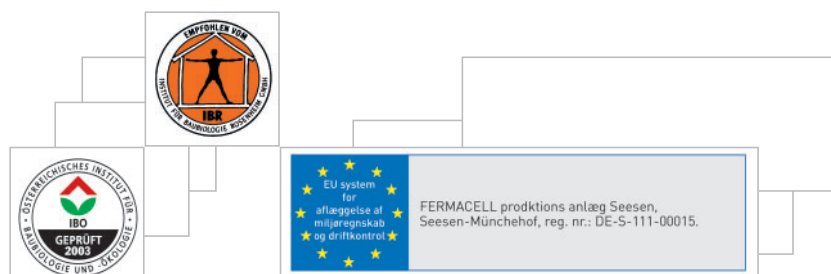 EMPFOHLEN VOM
INSTITUT FÜR BAUBIOLOGIE ROSENHEIM GMBH
IBR
ÖSTERREICHISCHES INSTITUT FÜR
BAUBIOLOGIE UND -ÖKOLOGIE
IBO
GEPRÜFT
2003
EU system
for
aflæggelse af
miljøregnskab
og driftkontrol
FERMACELL prodktions anlæg Seesen,
Seesen-Münchehof, reg. nr.: DE-S-111-00015.